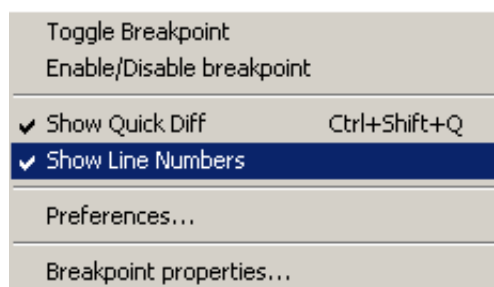 Toggle Breakpoint
Enable/Disable breakpoint
Show Quick Diff Ctrl+Shift+Q
Show Line Numbers
Preferences...
Breakpoint properties...